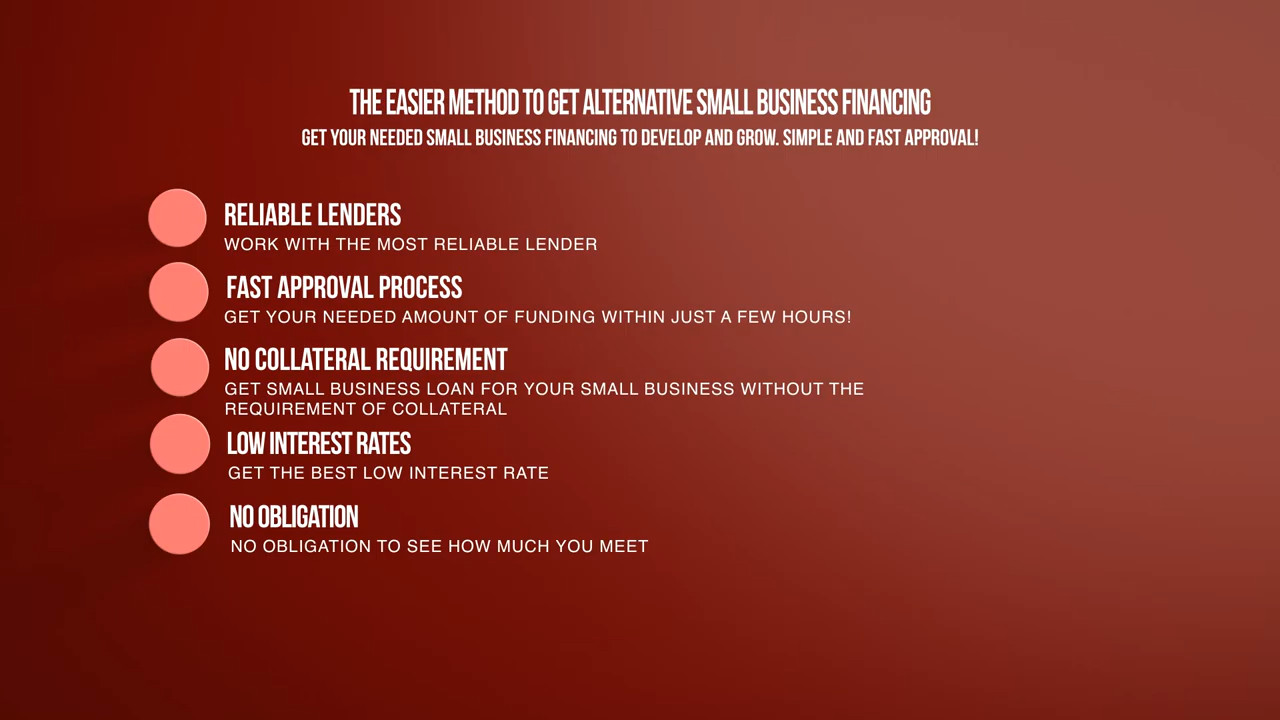 THE EASIER METHOD TO GET ALTERNATIVE SMALL BUSINESS FINANCING
GET YOUR NEEDED SMALL BUSINESS FINANCING TO DEVELOP AND GROW. SIMPLE AND FAST APPROVAL!
RELIABLE LENDERS
WORK WITH THE MOST RELIABLE LENDER
FAST APPROVAL PROCESS
GET YOUR NEEDED AMOUNT OF FUNDING WITHIN JUST A FEW HOURS!
NO COLLATERAL REQUIREMENT
GET SMALL BUSINESS LOAN FOR YOUR SMALL BUSINESS WITHOUT THE
REQUIREMENT OF COLLATERAL
LOW INTEREST RATES
GET THE BEST LOW INTEREST RATE
NO OBLIGATION
NO OBLIGATION TO SEE HOW MUCH YOU MEET